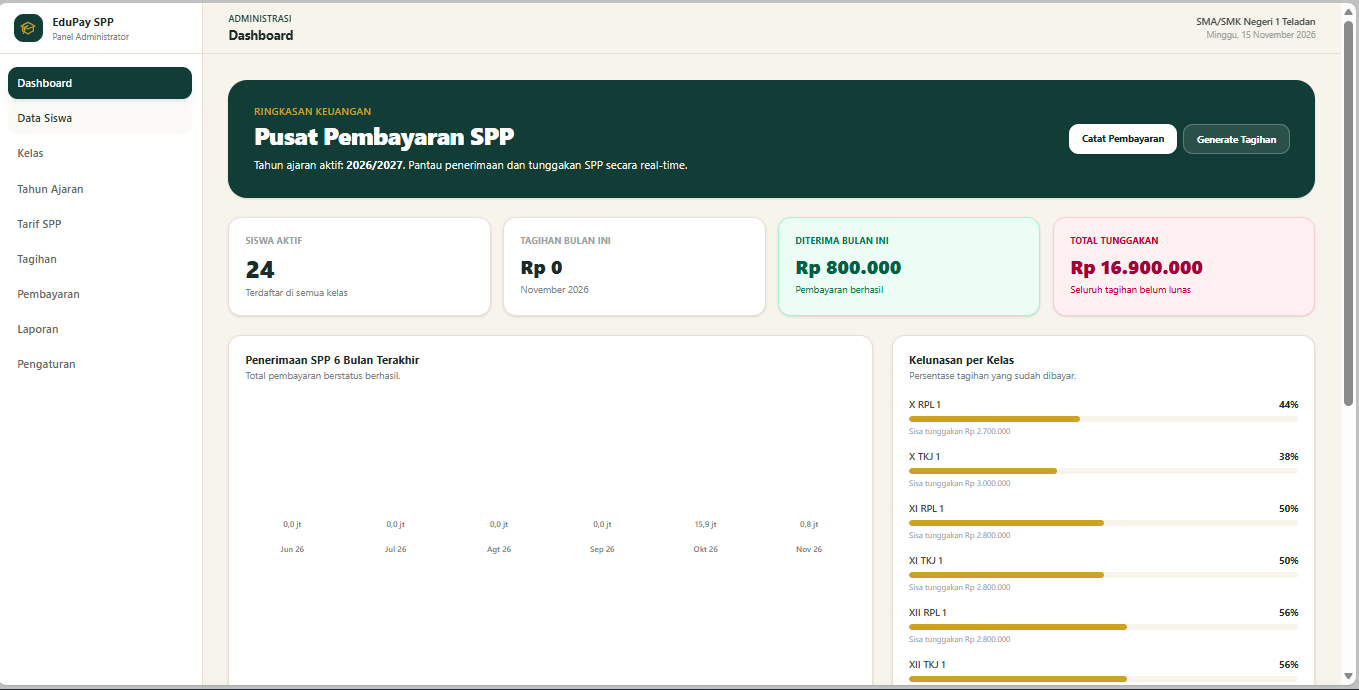 EduPay SPP
Panel Administrator
Dashboard
Data Siswa
Kelas
Tahun Ajaran
Tarif SPP
Tagihan
Pembayaran
Laporan
Pengaturan
ADMINISTRASI
Dashboard
SMA/SMK Negeri 1 Teladan
Minggu, 15 November 2026
RINGKASAN KEUANGAN
Pusat Pembayaran SPP
Tahun ajaran aktif: 2026/2027. Pantau penerimaan dan tunggakan SPP secara real-time.
Catat Pembayaran
Generate Tagihan
SISWA AKTIF
24
Terdaftar di semua kelas
TAGIHAN BULAN INI
Rp 0
November 2026
DITERIMA BULAN INI
Rp 800.000
Pembayaran berhasil
TOTAL TUNGGAKAN
Rp 16.900.000
Seluruh tagihan belum lunas
Penerimaan SPP 6 Bulan Terakhir
Total pembayaran berstatus berhasil.
0,0 jt 0,0 jt 0,0 jt 0,0 jt 15,9 jt 0,8 jt
Jun 26 Jul 26 Agt 26 Sep 26 Okt 26 Nov 26
Kelunasan per Kelas
Persentase tagihan yang sudah dibayar.
X RPL 1 44%
Sisa tunggakan Rp 2.700.000
X TKJ 1 38%
Sisa tunggakan Rp 3.000.000
XI RPL 1 50%
Sisa tunggakan Rp 2.800.000
XI TKJ 1 50%
Sisa tunggakan Rp 2.800.000
XII RPL 1 56%
Sisa tunggakan Rp 2.800.000
XII TKJ 1 56%